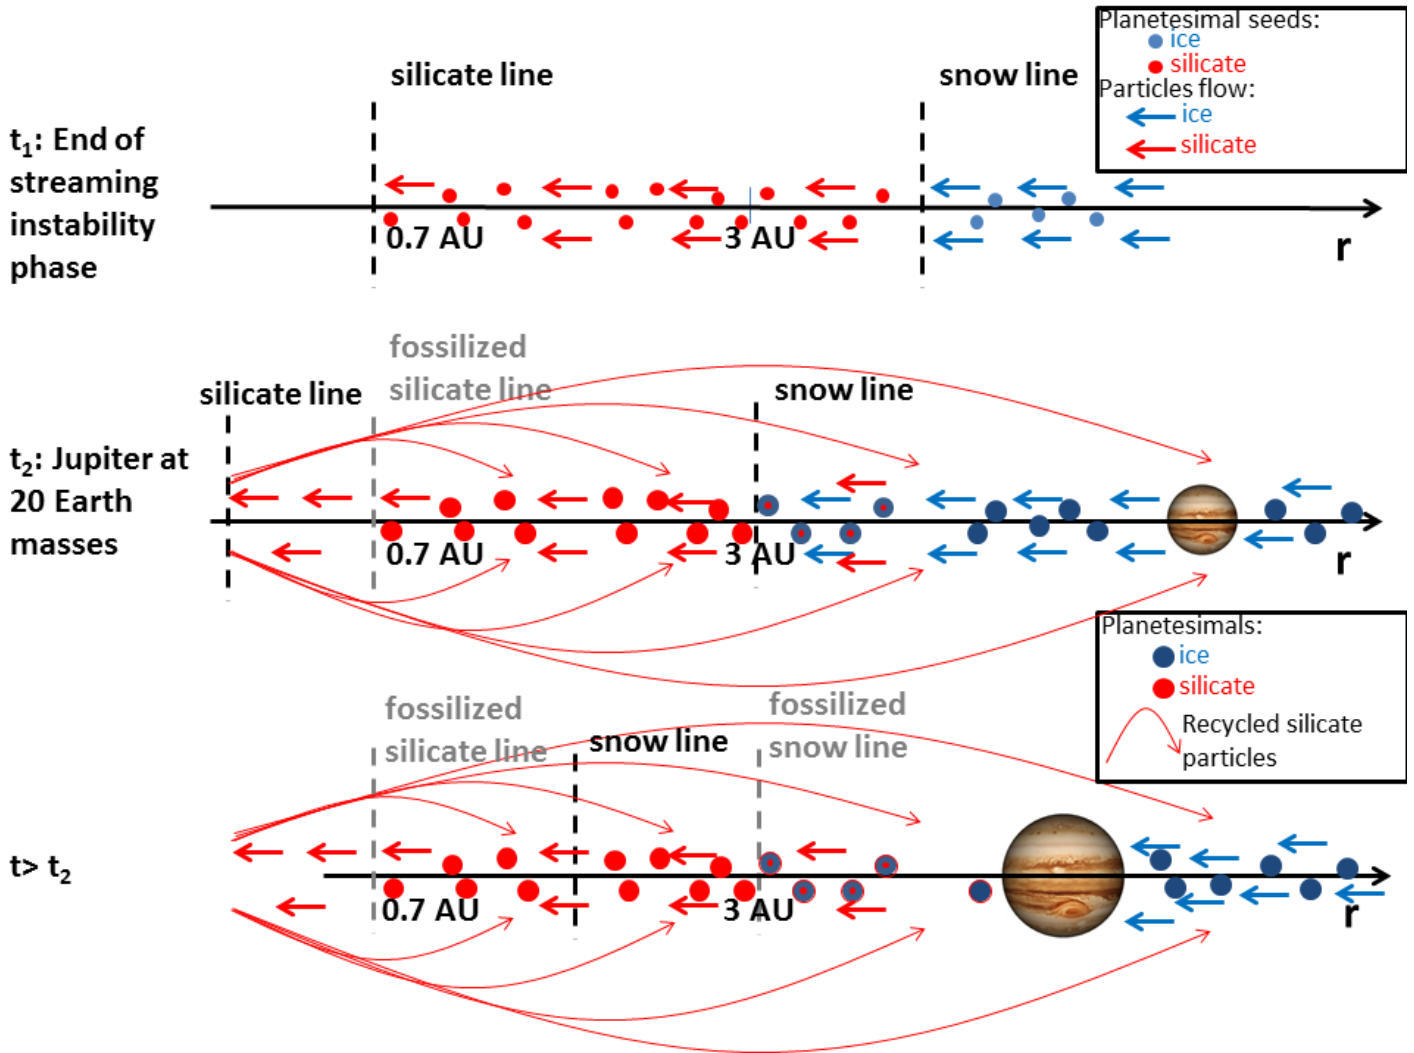 Planetesimal seeds:
ice
silicate
Particles flow:
ice
silicate
silicate line
snow line
t1: End of
streaming
instability
phase
0.7 AU
3 AU
r
fossilized
silicate line
silicate line
snow line
t2: Jupiter at
20 Earth
masses
0.7 AU
3 AU
r
Planetesimals:
ice
silicate
Recycled silicate
particles
fossilized
silicate line
snow line
fossilized
snow line
t> t2
0.7 AU
3 AU
r